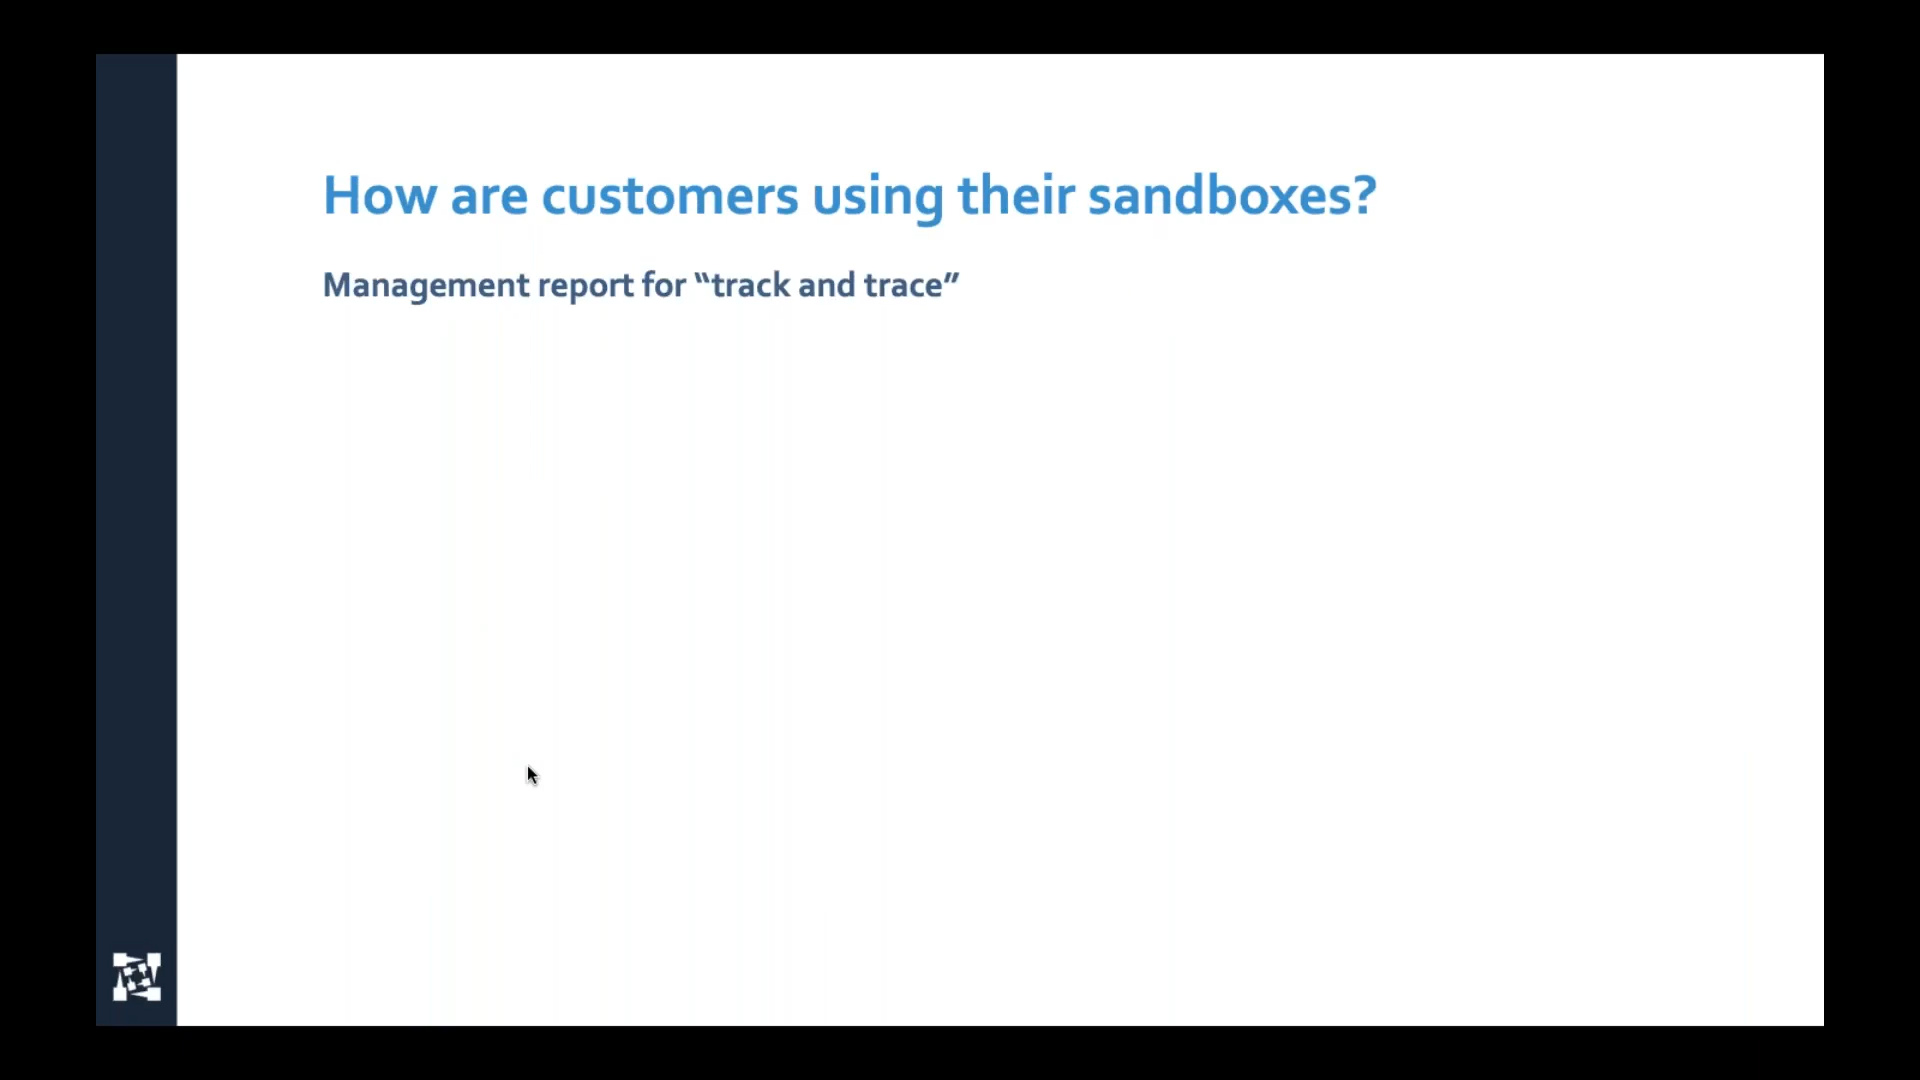 How are customers using their sandboxes?
Management report for “track and trace”